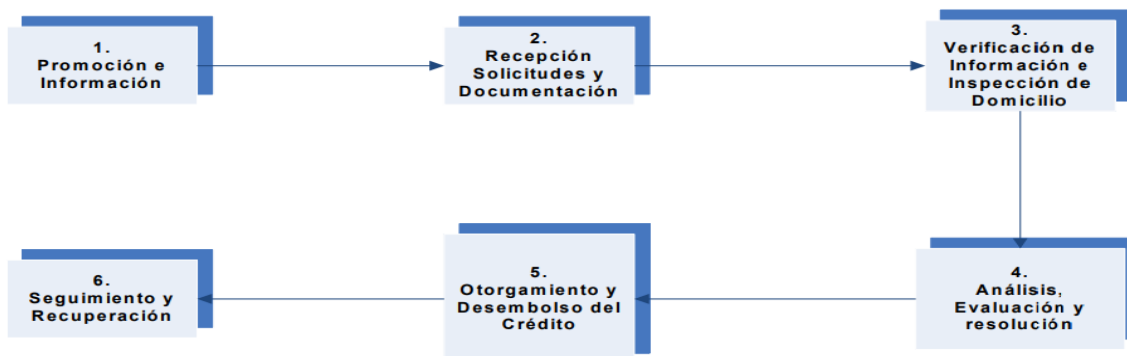 1.
Promoción e
Información
2.
Recepción
Solicitudes y
Documentación
3.
Verificación de
Información e
Inspección de
Domicilio
4.
Análisis,
Evaluación y
resolución
5.
Otorgamiento y
Desembolso del
Crédito
6.
Seguimiento y
Recuperación